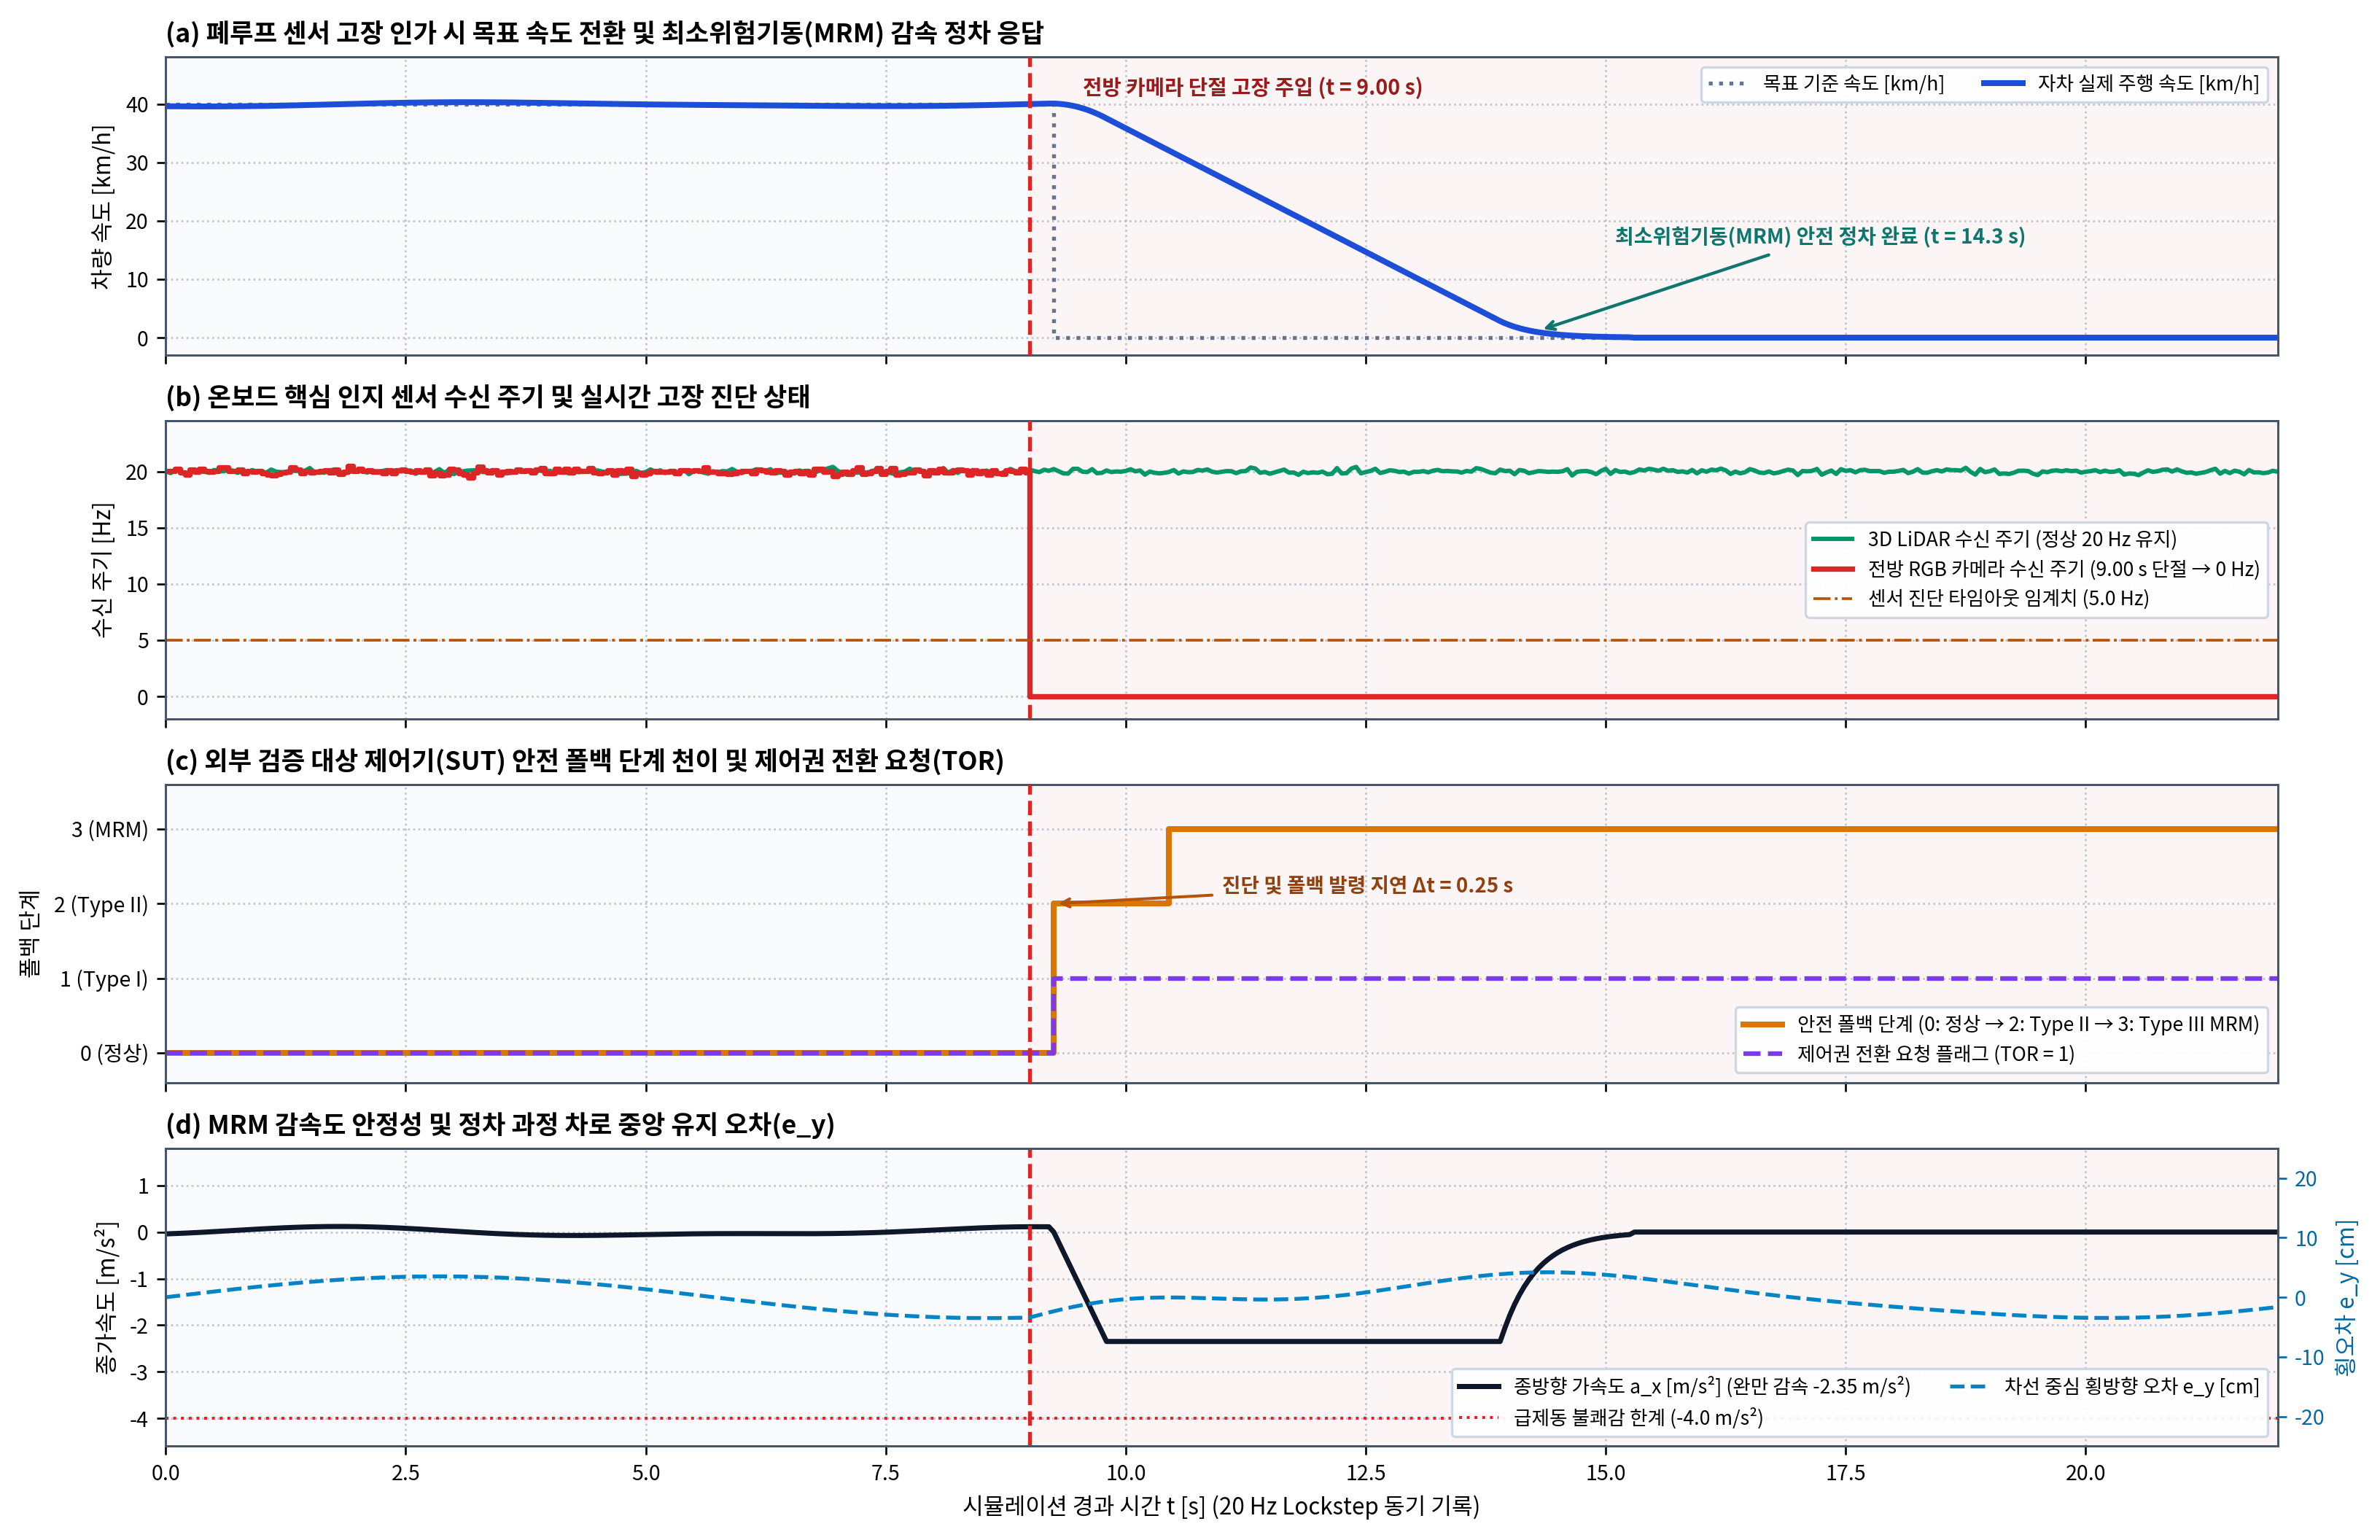 (a) 폐루프 센서 고장 인가 시 목표 속도 전환 및 최소위험기동(MRM) 감속 정차 응답
차량 속도 [km/h]
40
30
20
10
0
전방 카메라 단절 고장 주입 (t = 9.00 s)
목표 기준 속도 [km/h]
자차 실제 주행 속도 [km/h]
최소위험기동(MRM) 안전 정차 완료 (t = 14.3 s)
(b) 온보드 핵심 인지 센서 수신 주기 및 실시간 고장 진단 상태
수신 주기 [Hz]
20
15
10
5
0
3D LiDAR 수신 주기 (정상 20 Hz 유지)
전방 RGB 카메라 수신 주기 (9.00 s 단절 → 0 Hz)
센서 진단 타임아웃 임계치 (5.0 Hz)
(c) 외부 검증 대상 제어기(SUT) 안전 폴백 단계 천이 및 제어권 전환 요청(TOR)
폴백 단계
3 (MRM)
2 (Type II)
1 (Type I)
0 (정상)
진단 및 폴백 발령 지연 Δt = 0.25 s
안전 폴백 단계 (0: 정상 → 2: Type II → 3: Type III MRM)
제어권 전환 요청 플래그 (TOR = 1)
(d) MRM 감속도 안정성 및 정차 과정 차로 중앙 유지 오차(e_y)
종가속도 [m/s²]
1
0
-1
-2
-3
-4
종방향 가속도 a_x [m/s²] (완만 감속 -2.35 m/s²)
급제동 불쾌감 한계 (-4.0 m/s²)
차선 중심 횡방향 오차 e_y [cm]
20
10
0
-10
-20
횡오차 e_y [cm]
0.0
2.5
5.0
7.5
10.0
12.5
15.0
17.5
20.0
시뮬레이션 경과 시간 t [s] (20 Hz Lockstep 동기 기록)